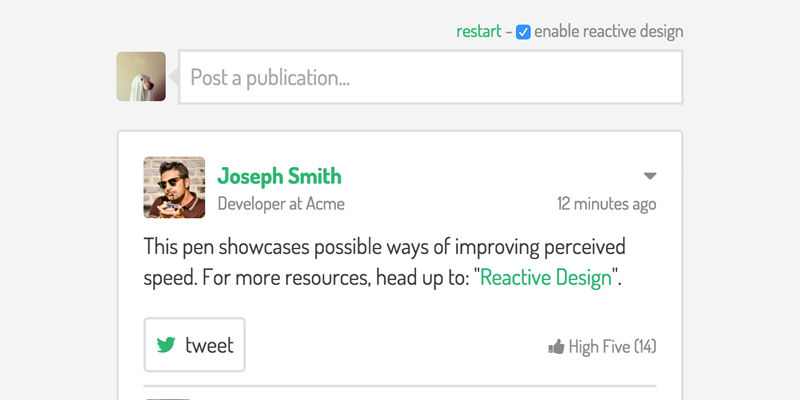 restart - enable reactive design
Post a publication...
Joseph Smith
Developer at Acme
12 minutes ago
This pen showcases possible ways of improving perceived
speed. For more resources, head up to: "Reactive Design".
tweet
High Five (14)